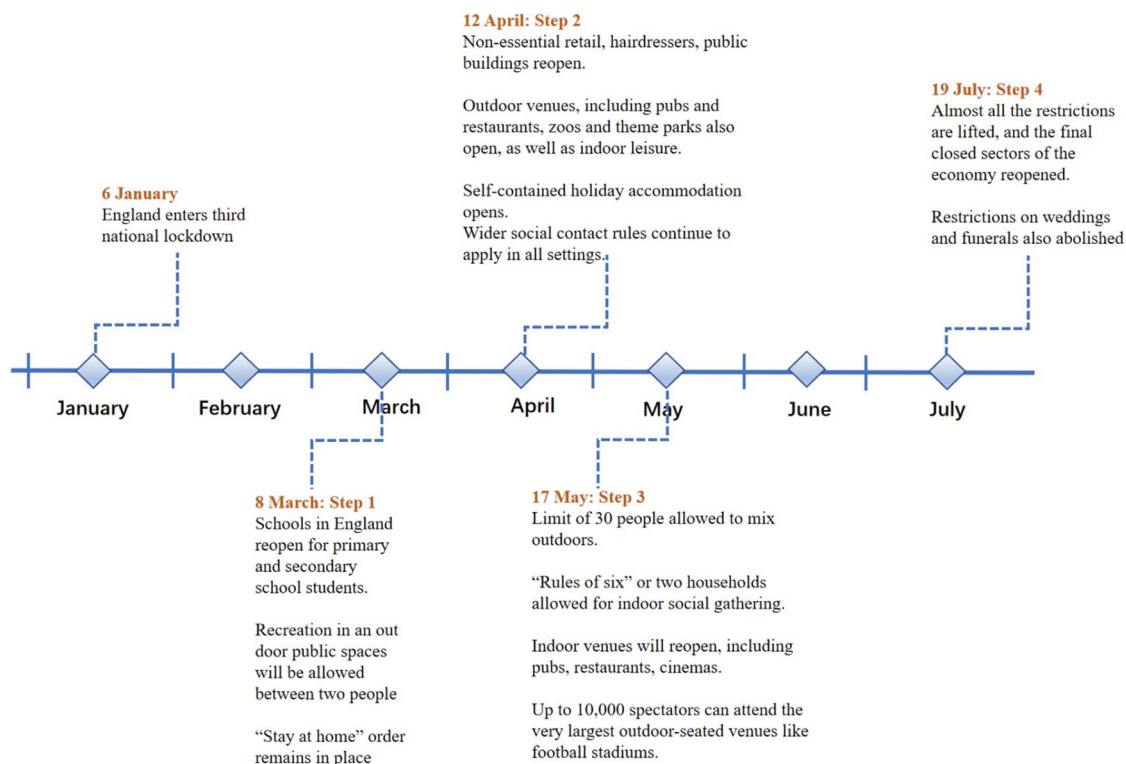 12 April: Step 2
Non-essential retail, hairdressers, public
buildings reopen.
Outdoor venues, including pubs and
restaurants, zoos and theme parks also
open, as well as indoor leisure.
Self-contained holiday accommodation
opens.
Wider social contact rules continue to
apply in all settings.
19 July: Step 4
Almost all the restrictions
are lifted, and the final
closed sectors of the
economy reopened.
Restrictions on weddings
and funerals also abolished
6 January
England enters third
national lockdown
January
February
March
April
May
June
July
8 March: Step 1
Schools in England
reopen for primary
and secondary
school students.
Recreation in an out
door public spaces
will be allowed
between two people
“Stay at home” order
remains in place
17 May: Step 3
Limit of 30 people allowed to mix
outdoors.
“Rules of six” or two households
allowed for indoor social gathering.
Indoor venues will reopen, including
pubs, restaurants, cinemas.
Up to 10,000 spectators can attend the
very largest outdoor-seated venues like
football stadiums.